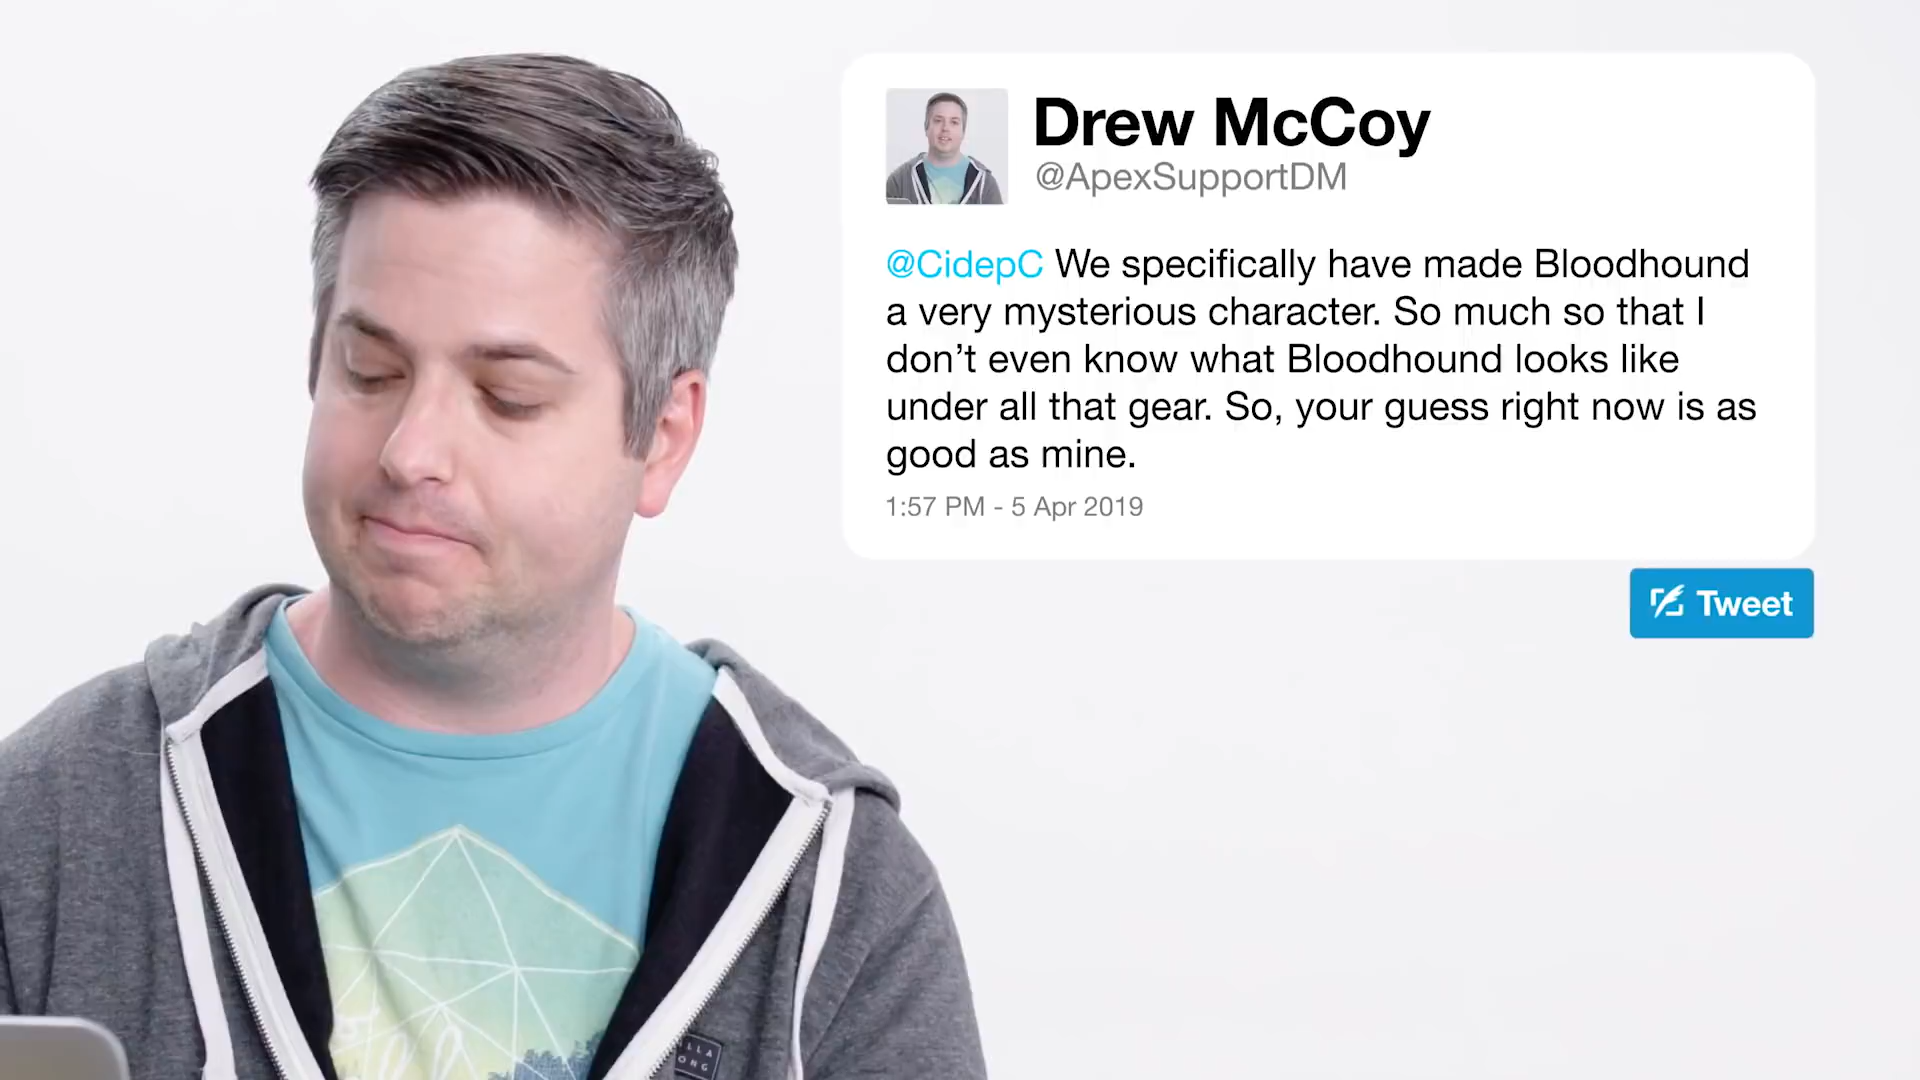 Drew McCoy
@ApexSupportDM
@CidepC We specifically have made Bloodhound
a very mysterious character. So much so that I
don’t even know what Bloodhound looks like
under all that gear. So, your guess right now is as
good as mine.
1:57 PM - 5 Apr 2019
Tweet